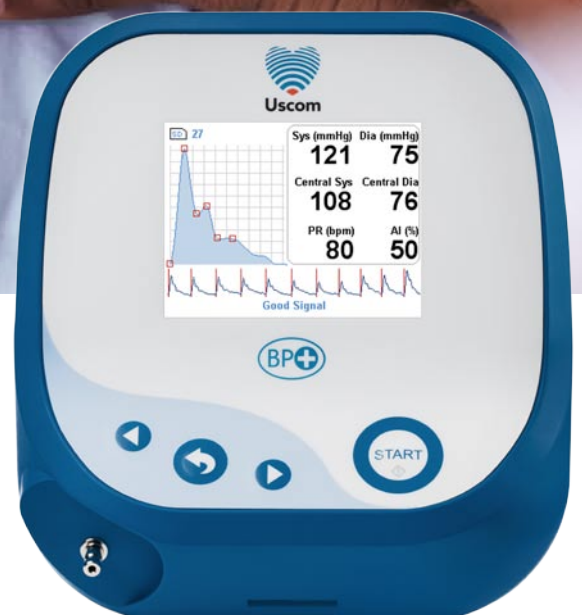 Uscom
SD 27
Sys (mmHg) Dia (mmHg)
121 75
Central Sys Central Dia
108 76
PR (bpm) AI (%)
80 50
Good Signal
BP+
START